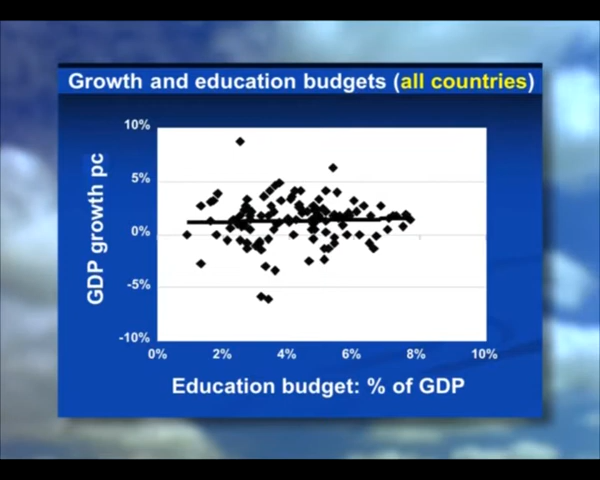 Growth and education budgets (all countries)
10%
5%
0%
-5%
-10%
GDP growth pc
0% 2% 4% 6% 8% 10%
Education budget: % of GDP